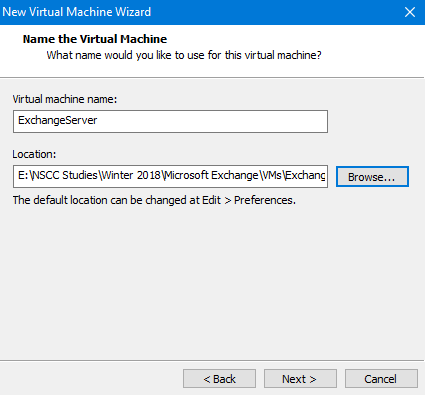 New Virtual Machine Wizard
Name the Virtual Machine
What name would you like to use for this virtual machine?
Virtual machine name:
ExchangeServer
Location:
E:\NSCC Studies\Winter 2018\Microsoft Exchange\VMs\Exchang
Browse...
The default location can be changed at Edit > Preferences.
< Back Next > Cancel